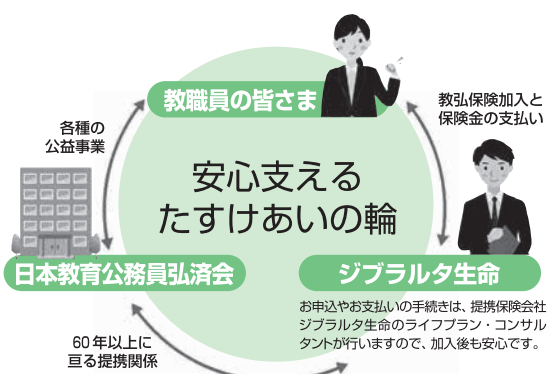 教職員の皆さま
各種の
公益事業
教弘保険加入と
保険金の支払い
安心支える
たすけあいの輪
日本教育公務員弘済会
ジブラルタ生命
お申込やお支払いの手続きは、提携保険会社
ジブラルタ生命のライフプラン・コンサル
タントが行いますので、加入後も安心です。
60年以上に
亘る提携関係